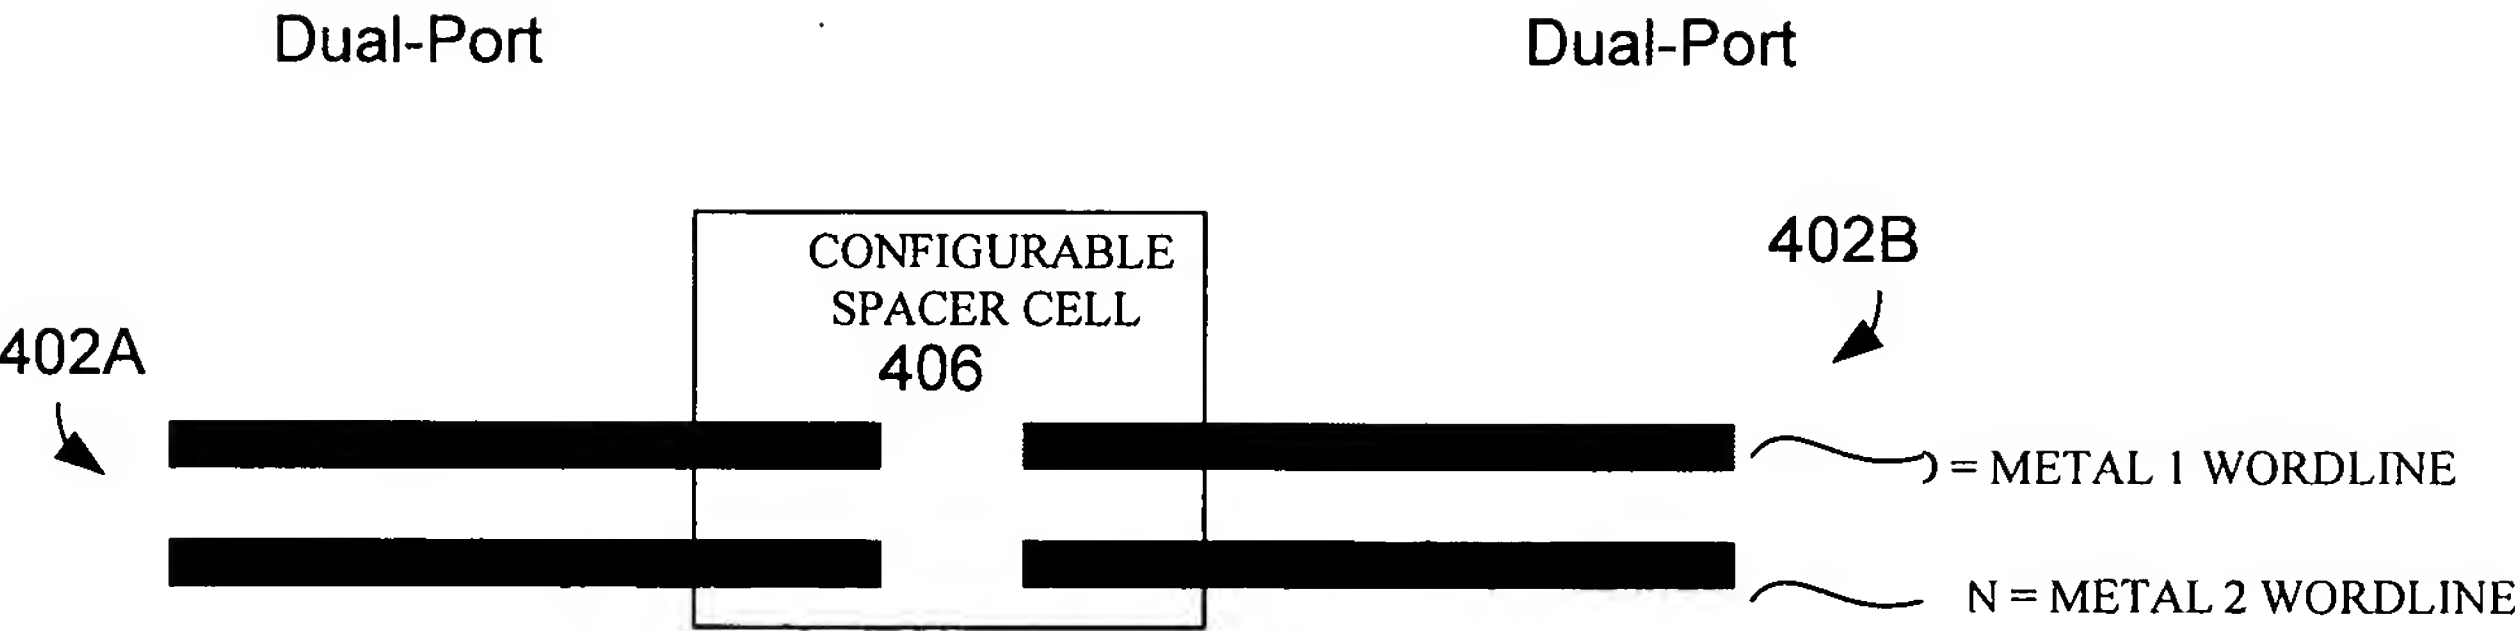 Dual-Port
Dual-Port
CONFIGURABLE
SPACER CELL
406
402A
402B
= METAL 1 WORDLINE
N = METAL 2 WORDLINE